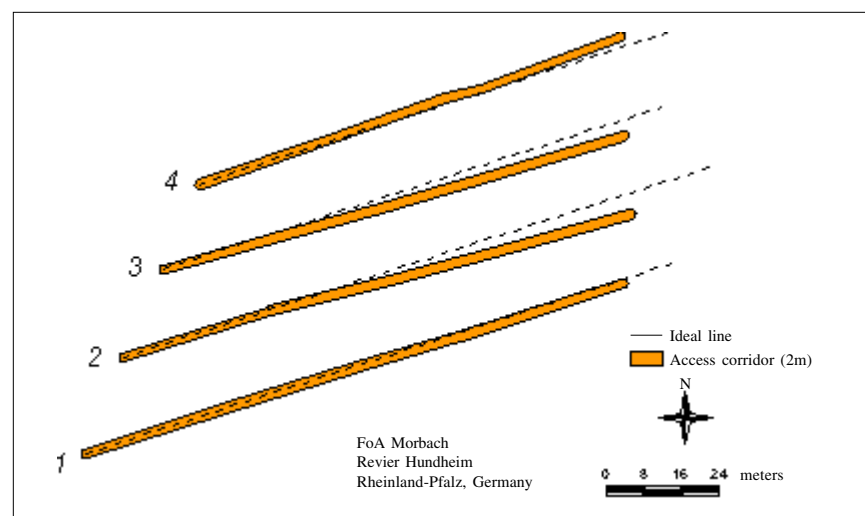 4
3
2
1
Ideal line
Access corridor (2m)
N
FoA Morbach
Revier Hundheim
Rheinland-Pfalz, Germany
0 8 16 24 meters